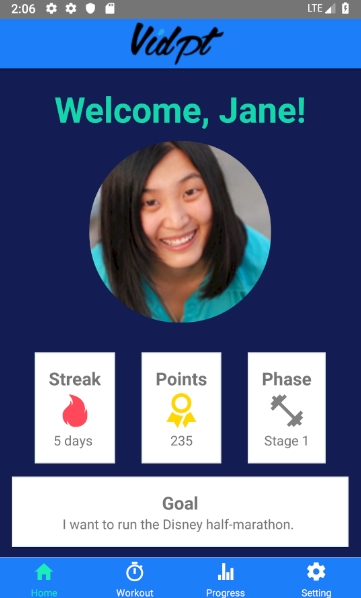 2:06
LTE
Vidpt
Welcome, Jane!
Streak
5 days
Points
235
Phase
Stage 1
Goal
I want to run the Disney half-marathon.
Home
Workout
Progress
Setting